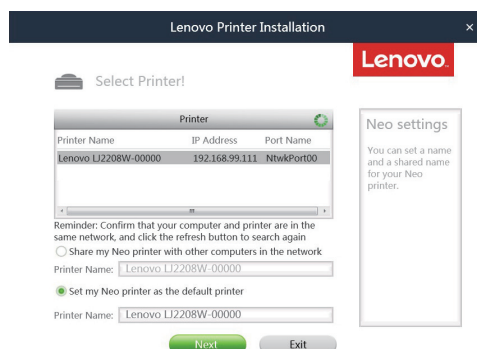 Lenovo Printer Installation
×
Lenovo
Select Printer!
Printer
Printer Name IP Address Port Name
Lenovo LJ2208W-00000 192.168.99.111 NtwkPort00
Reminder: Confirm that your computer and printer are in the
same network, and click the refresh button to search again
Share my Neo printer with other computers in the network
Printer Name: Lenovo LJ2208W-00000
Set my Neo printer as the default printer
Printer Name: Lenovo LJ2208W-00000
Next Exit
Neo settings
You can set a name
and a shared name
for your Neo
printer.